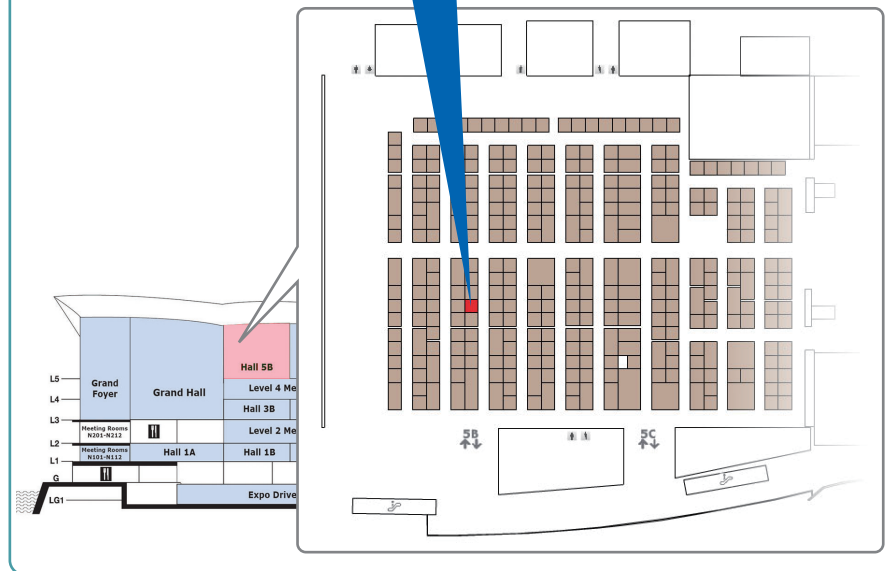 5B
5C
Hall 5B
L5
Grand
Foyer
Grand Hall
Level 4 Me
L4
Hall 3B
L3
Meeting Rooms
N201-N212
Level 2 Me
L2
Meeting Rooms
N101-N112
Hall 1A
Hall 1B
L1
G
LG1
Expo Drive